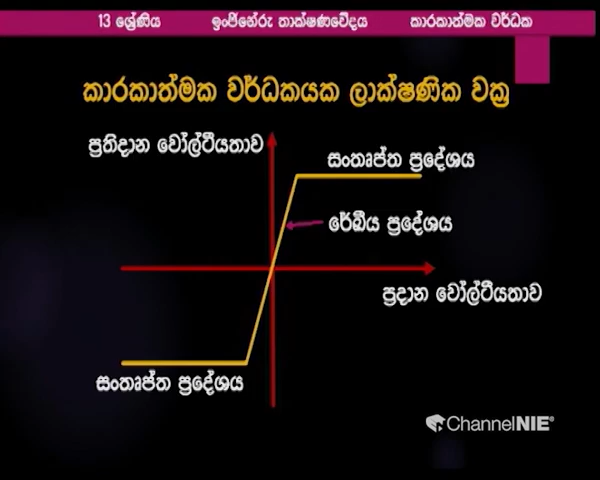 13 ශ්‍රේණිය ඉංජිනේරු තාක්ෂණවේදය කාරකාත්මක වර්ධක
කාරකාත්මක වර්ධකයක ලාක්ෂණික වක්‍ර
ප්‍රතිදාන වෝල්ටීයතාව
සංතෘප්ත ප්‍රදේශය
රේඛීය ප්‍රදේශය
ප්‍රදාන වෝල්ටීයතාව
සංතෘප්ත ප්‍රදේශය
ChannelNIE®